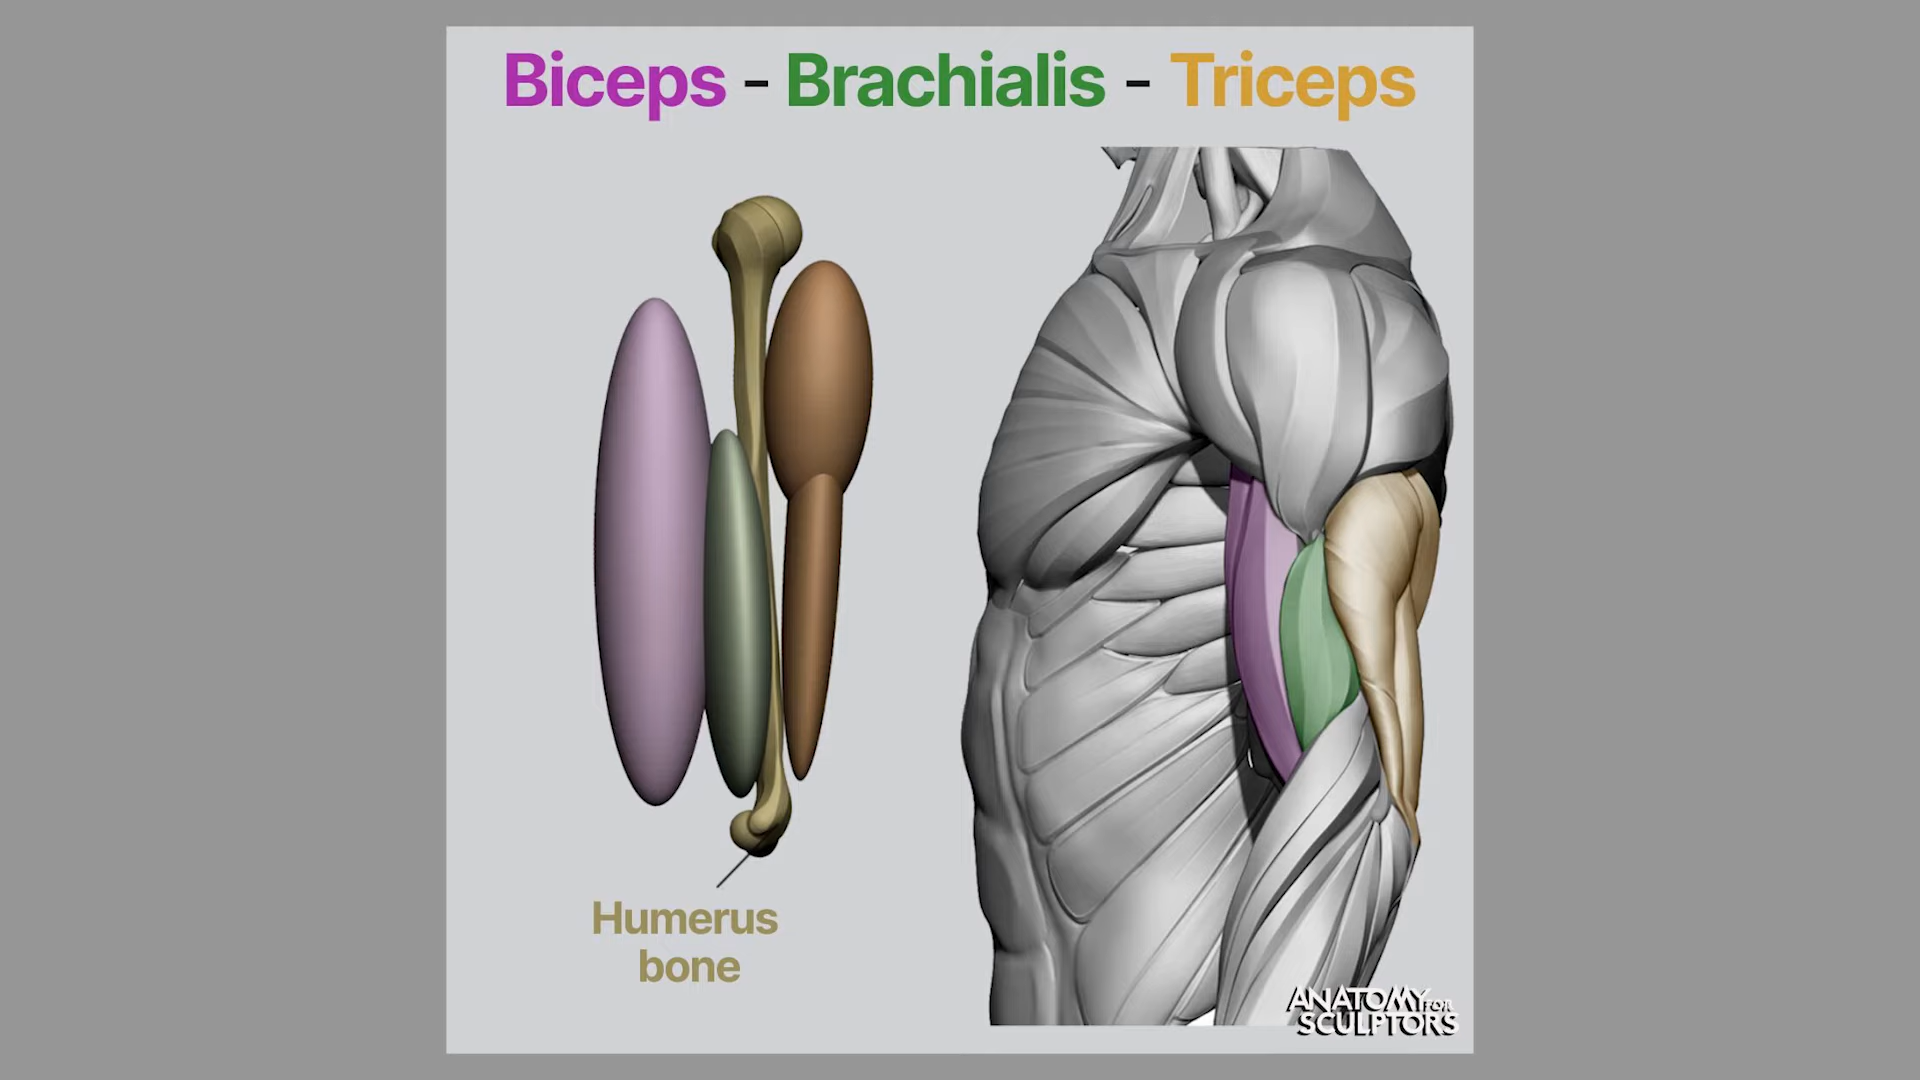 Biceps - Brachialis - Triceps
Humerus
bone
ANATOMY FOR
SCULPTORS